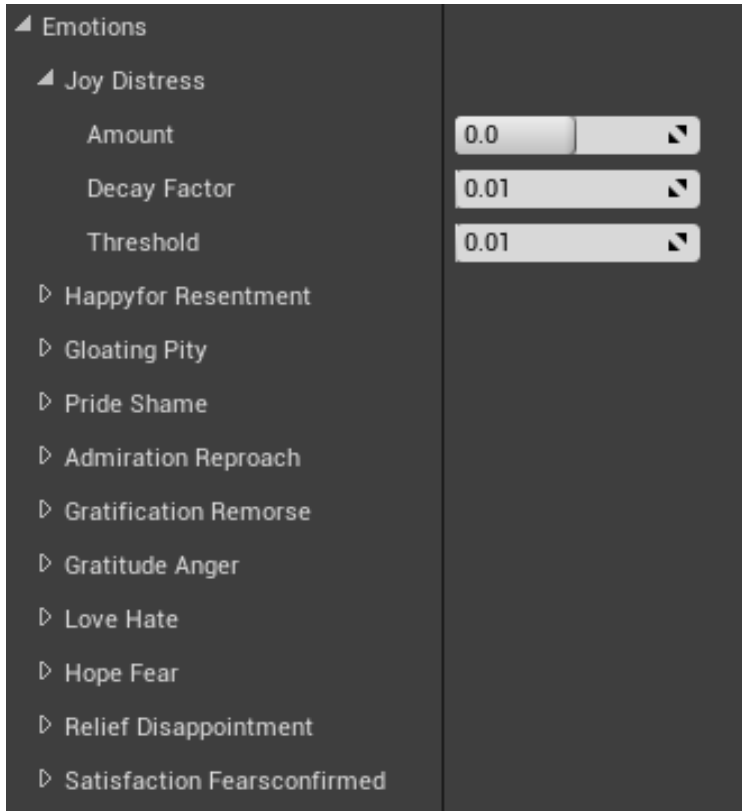 Emotions
Joy Distress
Amount 0.0
Decay Factor 0.01
Threshold 0.01
Happyfor Resentment
Gloating Pity
Pride Shame
Admiration Reproach
Gratification Remorse
Gratitude Anger
Love Hate
Hope Fear
Relief Disappointment
Satisfaction Fearsconfirmed